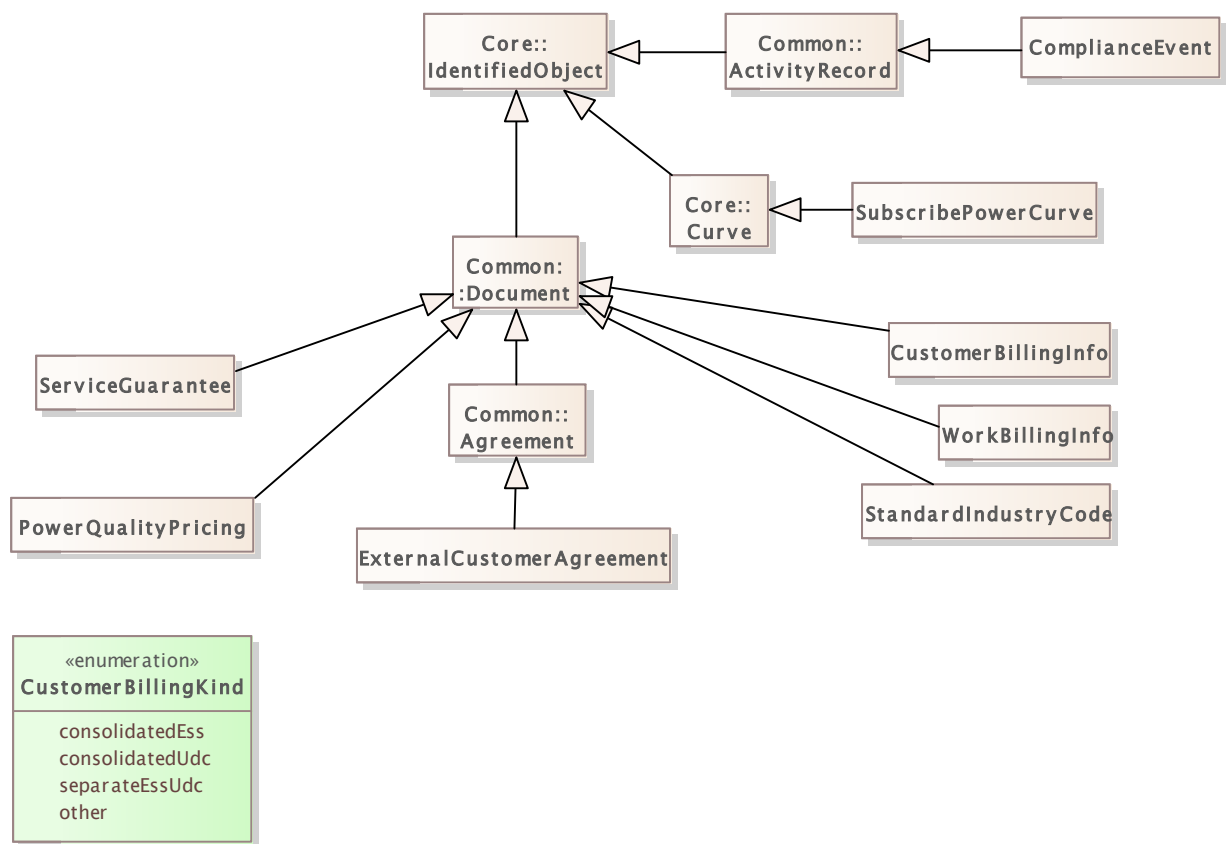 Core::
IdentifiedObject
Common::
ActivityRecord
ComplianceEvent
Core::
Curve
SubscribePowerCurve
Common:
:Document
CustomerBillingInfo
ServiceGuarantee
Common::
Agreement
WorkBillingInfo
StandardIndustryCode
PowerQualityPricing
ExternalCustomerAgreement
«enumeration»
CustomerBillingKind
consolidatedEss
consolidatedUdc
separateEssUdc
other